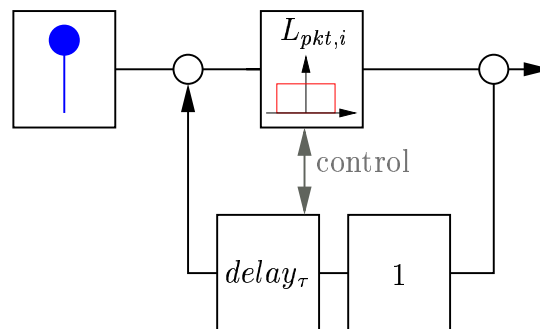 L_{pkt,i}
control
delay_τ
1